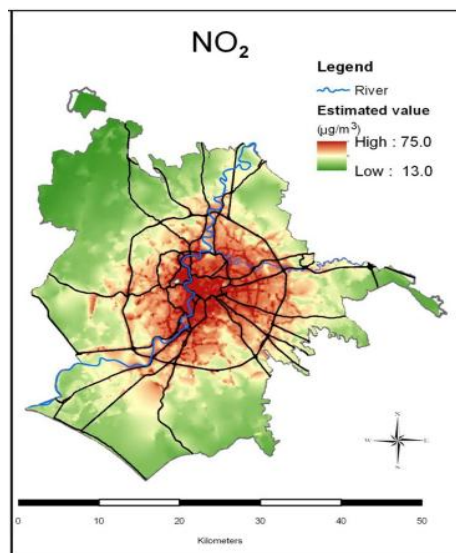 NO₂
Legend
River
Estimated value
(µg/m³)
High : 75.0
Low : 13.0
N
W E
S
0 10 20 30 40 50
Kilometers